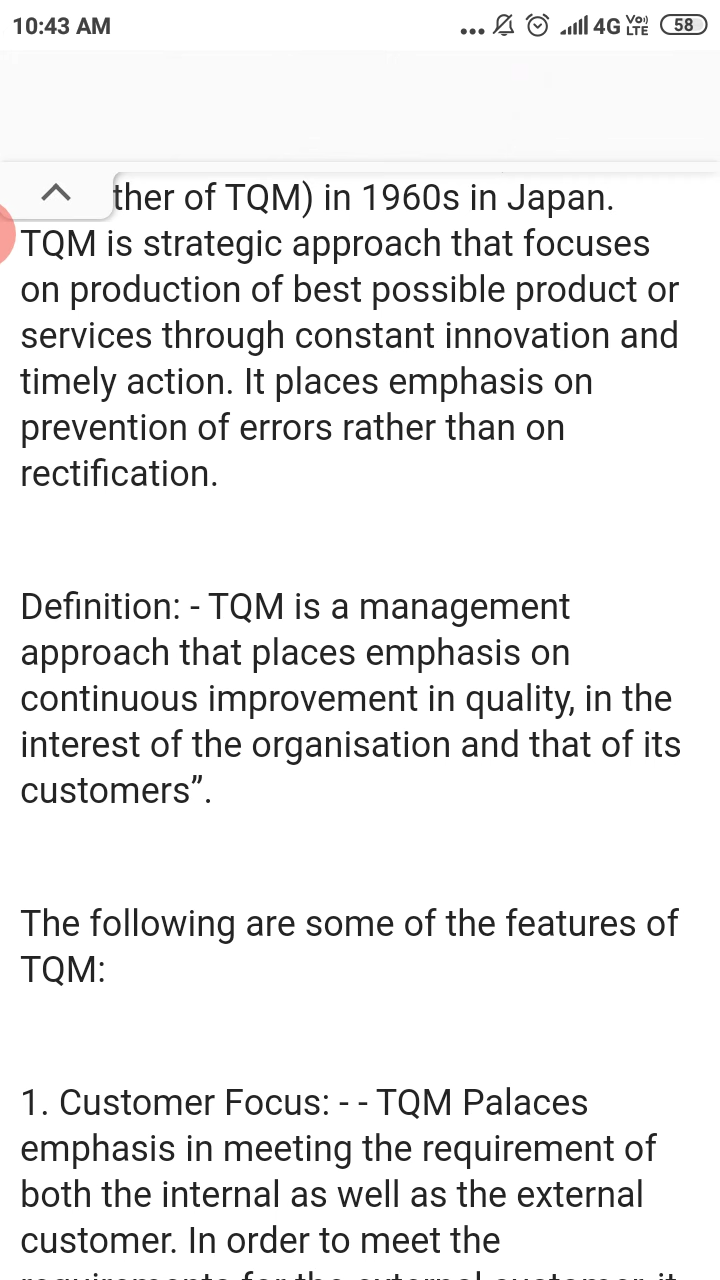 10:43 AM
... 4G Vo)) LTE 58
ther of TQM) in 1960s in Japan.
TQM is strategic approach that focuses
on production of best possible product or
services through constant innovation and
timely action. It places emphasis on
prevention of errors rather than on
rectification.
Definition: - TQM is a management
approach that places emphasis on
continuous improvement in quality, in the
interest of the organisation and that of its
customers”.
The following are some of the features of
TQM:
1. Customer Focus: - - TQM Palaces
emphasis in meeting the requirement of
both the internal as well as the external
customer. In order to meet the